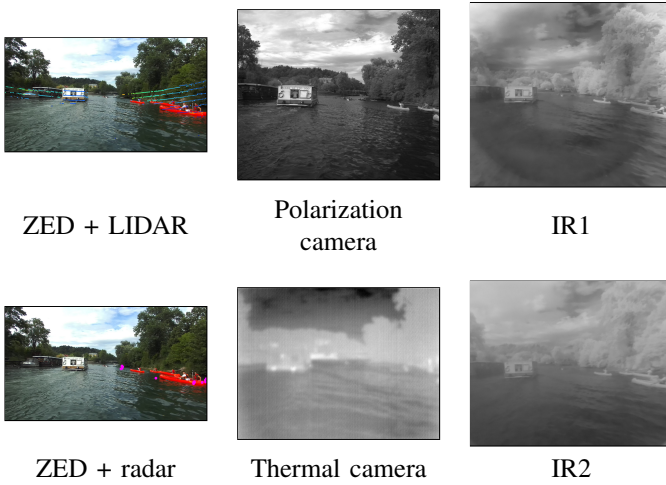 ZED + LIDAR
Polarization
camera
IR1
ZED + radar
Thermal camera
IR2